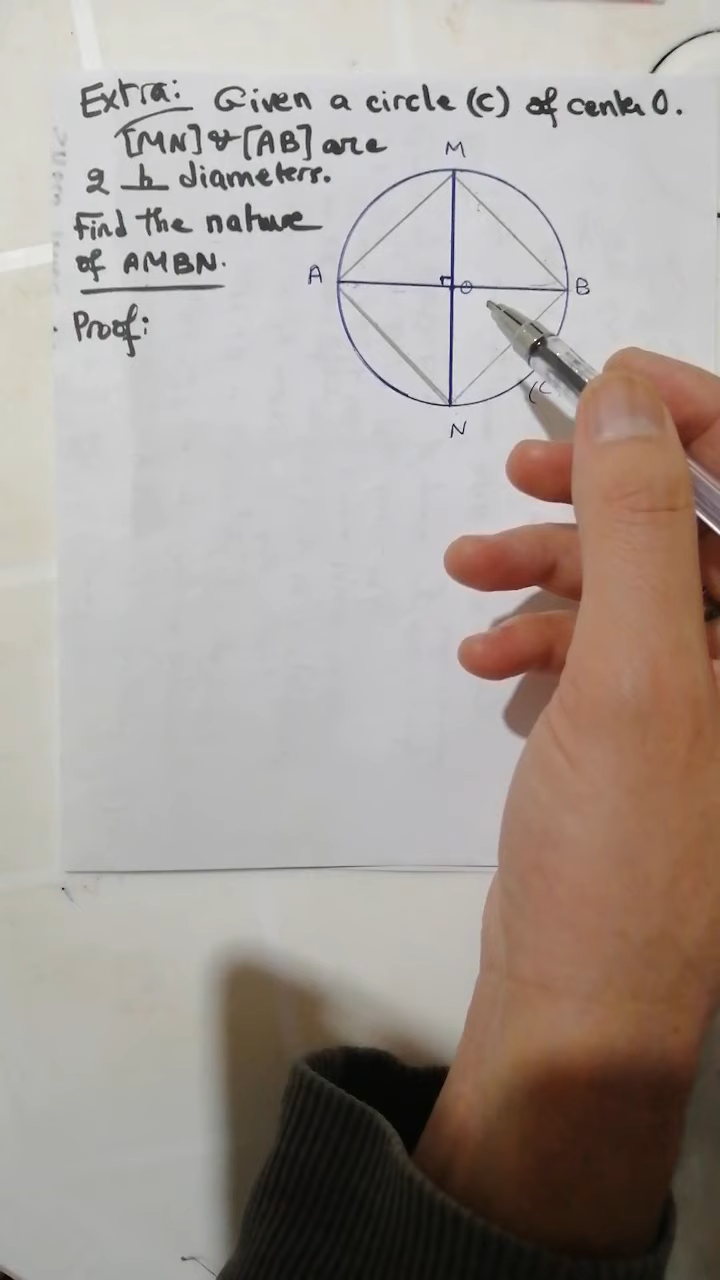 Extra: Given a circle (C) of center O.
[MN] & [AB] are
2 ⊥ diameters.
Find the nature
of AMBN.
Proof:
M
A
O
B
(C
N